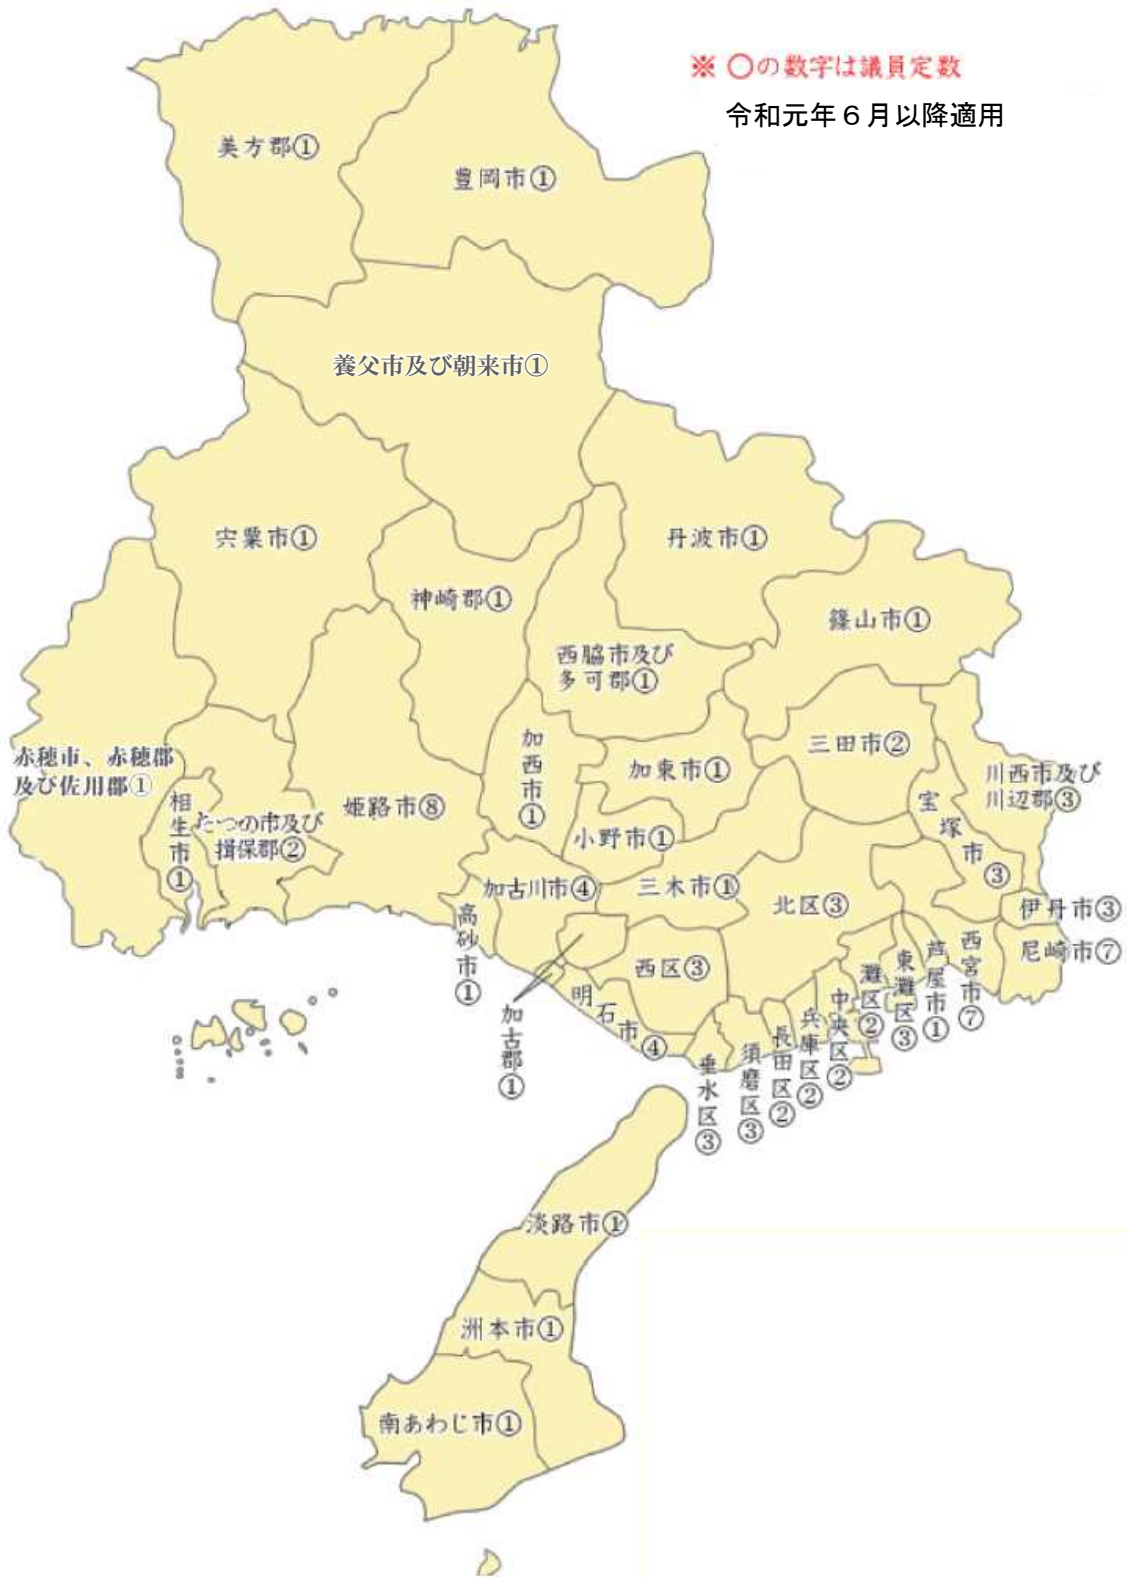 ※ ○の数字は議員定数
令和元年６月以降適用
美方郡①
豊岡市①
養父市及び朝来市①
宍粟市①
丹波市①
神崎郡①
篠山市①
西脇市及び
多可郡①
赤穂市、赤穂郡
及び佐用郡①
相生市①
たつの市及び
揖保郡②
姫路市⑧
加西市①
加東市①
三田市②
川西市及び
川辺郡③
宝塚市③
小野市①
加古川市④
三木市①
北区③
伊丹市③
高砂市①
西区③
尼崎市⑦
加古郡①
明石市④
垂水区③
須磨区③
長田区②
兵庫区②
中央区②
灘区②
東灘区③
芦屋市①
西宮市⑦
淡路市①
洲本市①
南あわじ市①